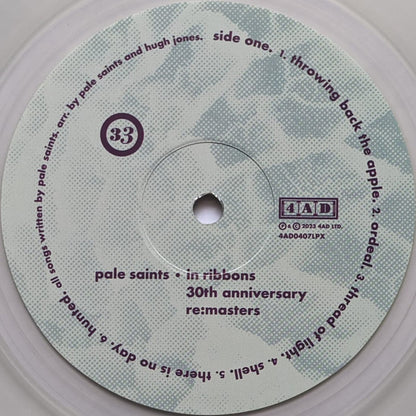 side one. 1. throwing back the apple. 2. ordeal. 3. thread of light. 4. shell. 5. there is no day. 6. hunted. all songs written by pale saints. arr. by pale saints and hugh jones.
33
4AD
℗ & © 2023 4AD LTD.
4AD0407LPX
pale saints • in ribbons
30th anniversary
re:masters